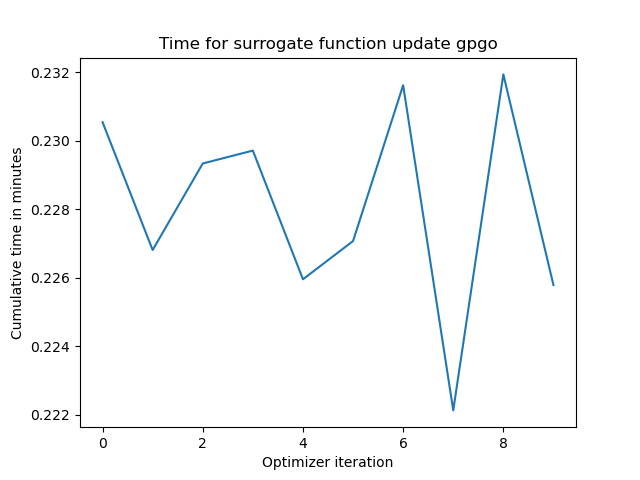 Time for surrogate function update gpgo
Cumulative time in minutes
0.232
0.230
0.228
0.226
0.224
0.222
0 2 4 6 8
Optimizer iteration